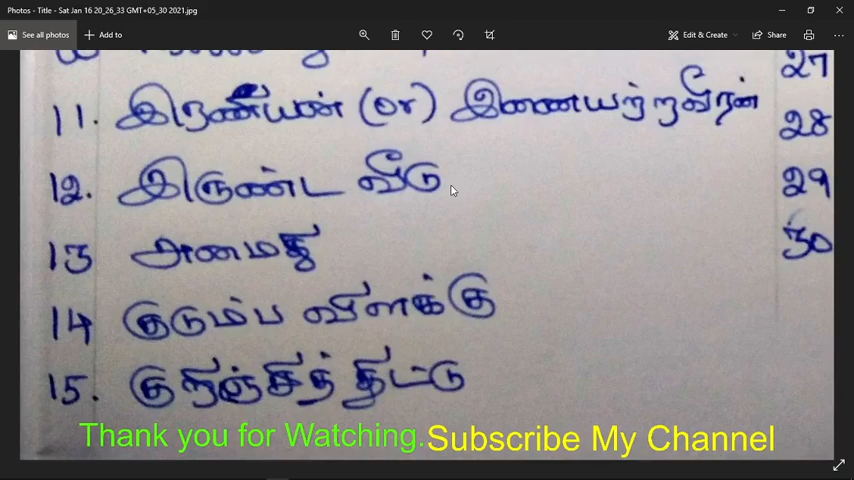 Photos - Title - Sat Jan 16 20_26_33 GMT+05_30 2021.jpg
See all photos + Add to Edit & Create Share
27
11. இரணியன் (or) இணையற்றவீரன்
28
12. இருண்ட வீடு 29
13 அமைதி 30
14 குடும்ப விளக்கு
15. குறிஞ்சித் திட்டு
Thank you for Watching. Subscribe My Channel